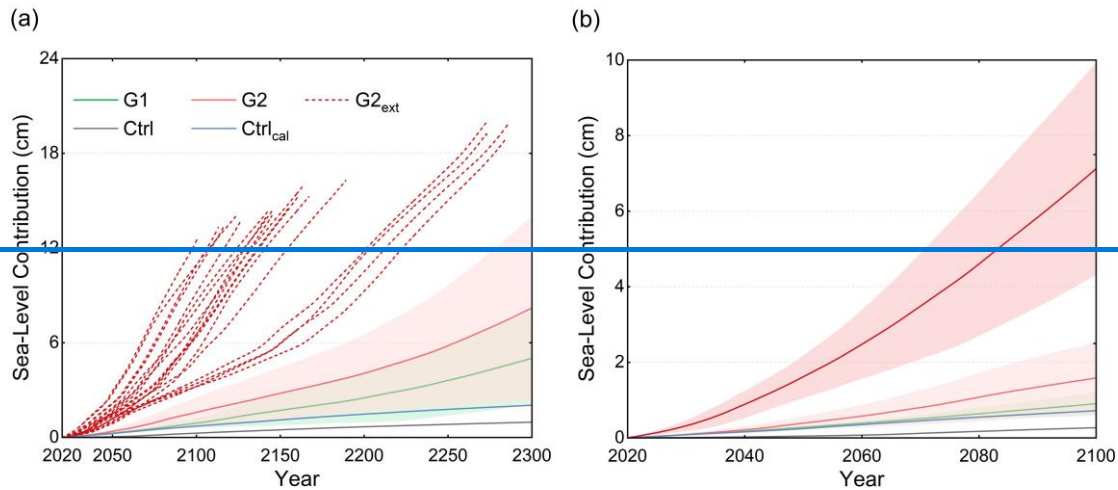 (a)
24
18
12
6
0
Sea-Level Contribution (cm)
G1
G2
G2ext
Ctrl
Ctrlcal
2020 2050 2100 2150 2200 2250 2300
Year
(b)
10
8
6
4
2
0
Sea-Level Contribution (cm)
2020 2040 2060 2080 2100
Year